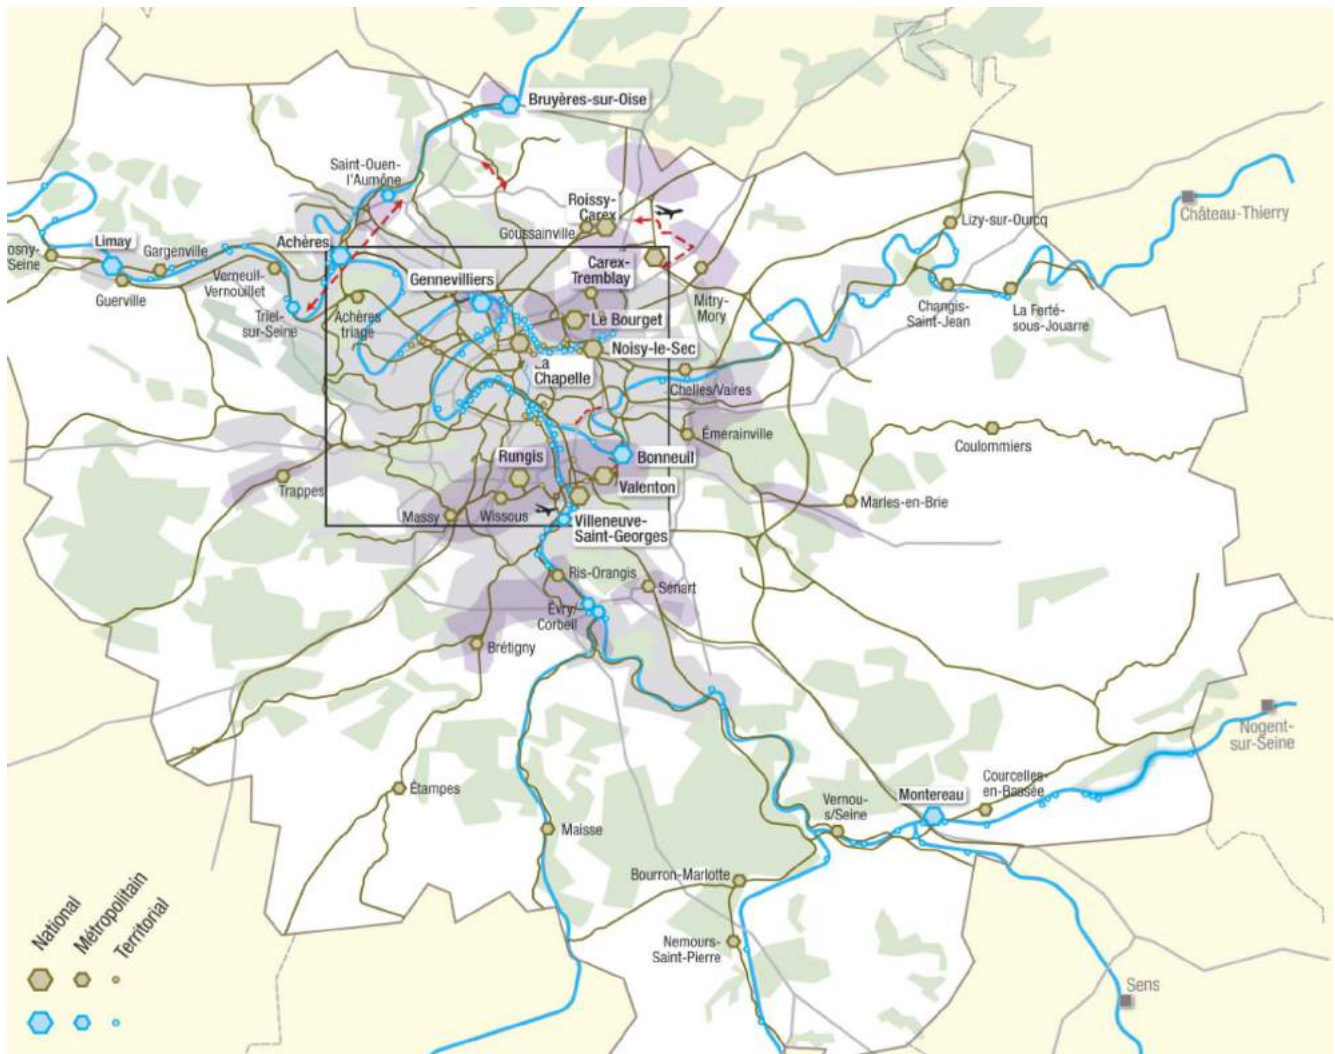 Bruyères-sur-Oise
Saint-Ouen-
l'Aumône
Roissy-
Carex
Goussainville
Lizy-sur-Ourcq
Château-Thierry
osny-
Seine
Limay
Gargenville
Achères
Guerville
Verneuil-
Vernouillet
Triel-
sur-Seine
Achères
triage
Gennevilliers
Carex-
Tremblay
Mitry-
Mory
Le Bourget
Changis-
Saint-Jean
La Ferté-
sous-Jouarre
Noisy-le-Sec
La
Chapelle
Chelles/Vaires
Émerainville
Coulommiers
Rungis
Bonneuil
Valenton
Trappes
Massy
Wissous
Marles-en-Brie
Villeneuve-
Saint-Georges
Ris-Orangis
Sénart
Évry/
Corbeil
Brétigny
Nogent-
sur-Seine
Étampes
Maisse
Vernou-
s/Seine
Montereau
Courcelles-
en-Bassée
Bourron-Marlotte
Nemours-
Saint-Pierre
Sens
National
Métropolitain
Territorial